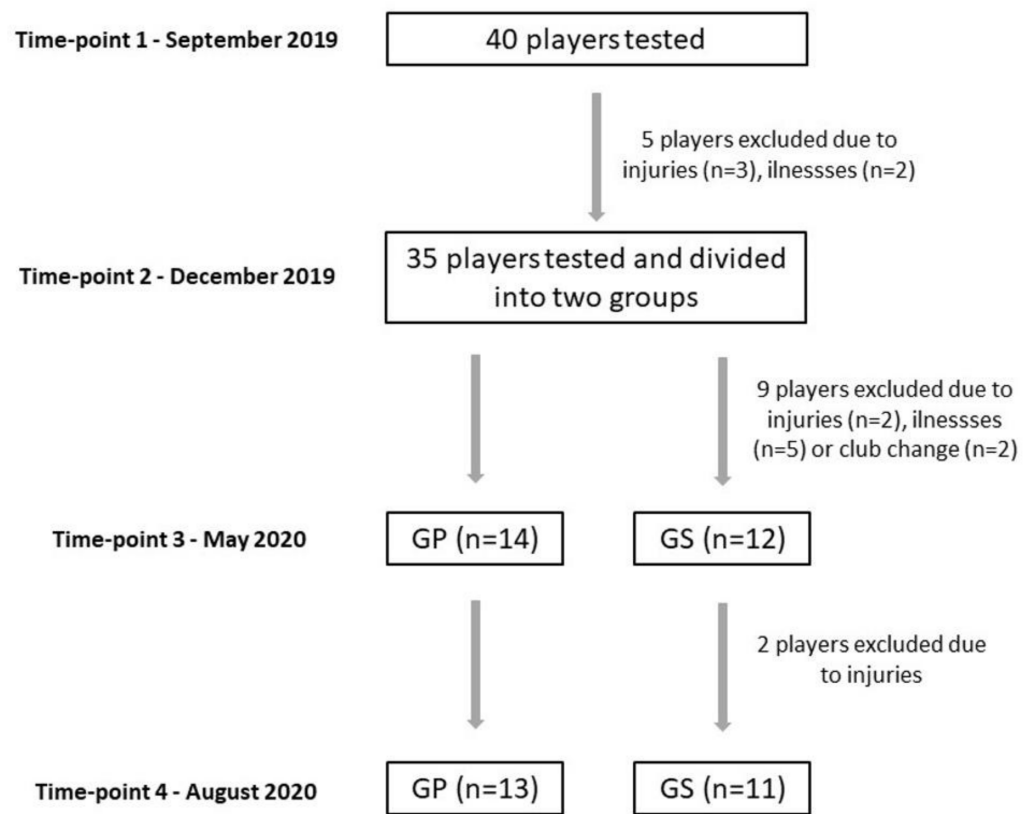 Time-point 1 - September 2019
40 players tested
5 players excluded due to
injuries (n=3), ilnessses (n=2)
Time-point 2 - December 2019
35 players tested and divided
into two groups
9 players excluded due to
injuries (n=2), ilnessses
(n=5) or club change (n=2)
Time-point 3 - May 2020
GP (n=14)
GS (n=12)
2 players excluded due
to injuries
Time-point 4 - August 2020
GP (n=13)
GS (n=11)